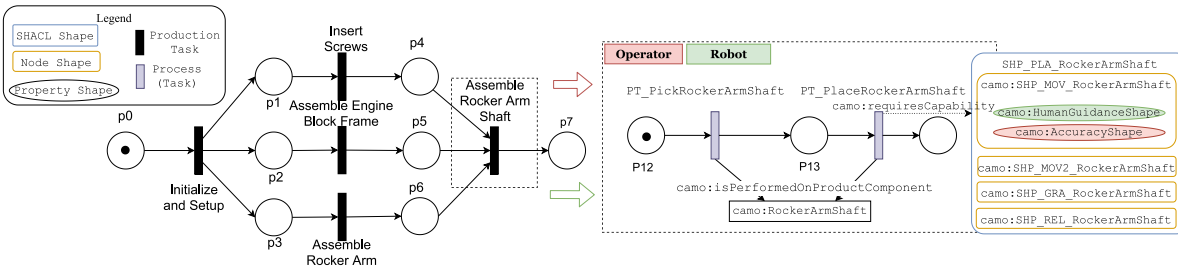 Legend
SHACL Shape
Node Shape
Property Shape
Production
Task
Process
(Task)
p0
Initialize
and Setup
p1
p2
p3
Insert
Screws
Assemble Engine
Block Frame
Assemble
Rocker Arm
p4
p5
p6
Assemble
Rocker Arm
Shaft
p7
Operator
Robot
PT_PickRockerArmShaft
PT_PlaceRockerArmShaft
camo:requiresCapability
P12
P13
camo:isPerformedOnProductComponent
camo:RockerArmShaft
SHP_PLA_RockerArmShaft
camo:SHP_MOV_RockerArmShaft
camo:HumanGuidanceShape
camo:AccuracyShape
camo:SHP_MOV2_RockerArmShaft
camo:SHP_GRA_RockerArmShaft
camo:SHP_REL_RockerArmShaft